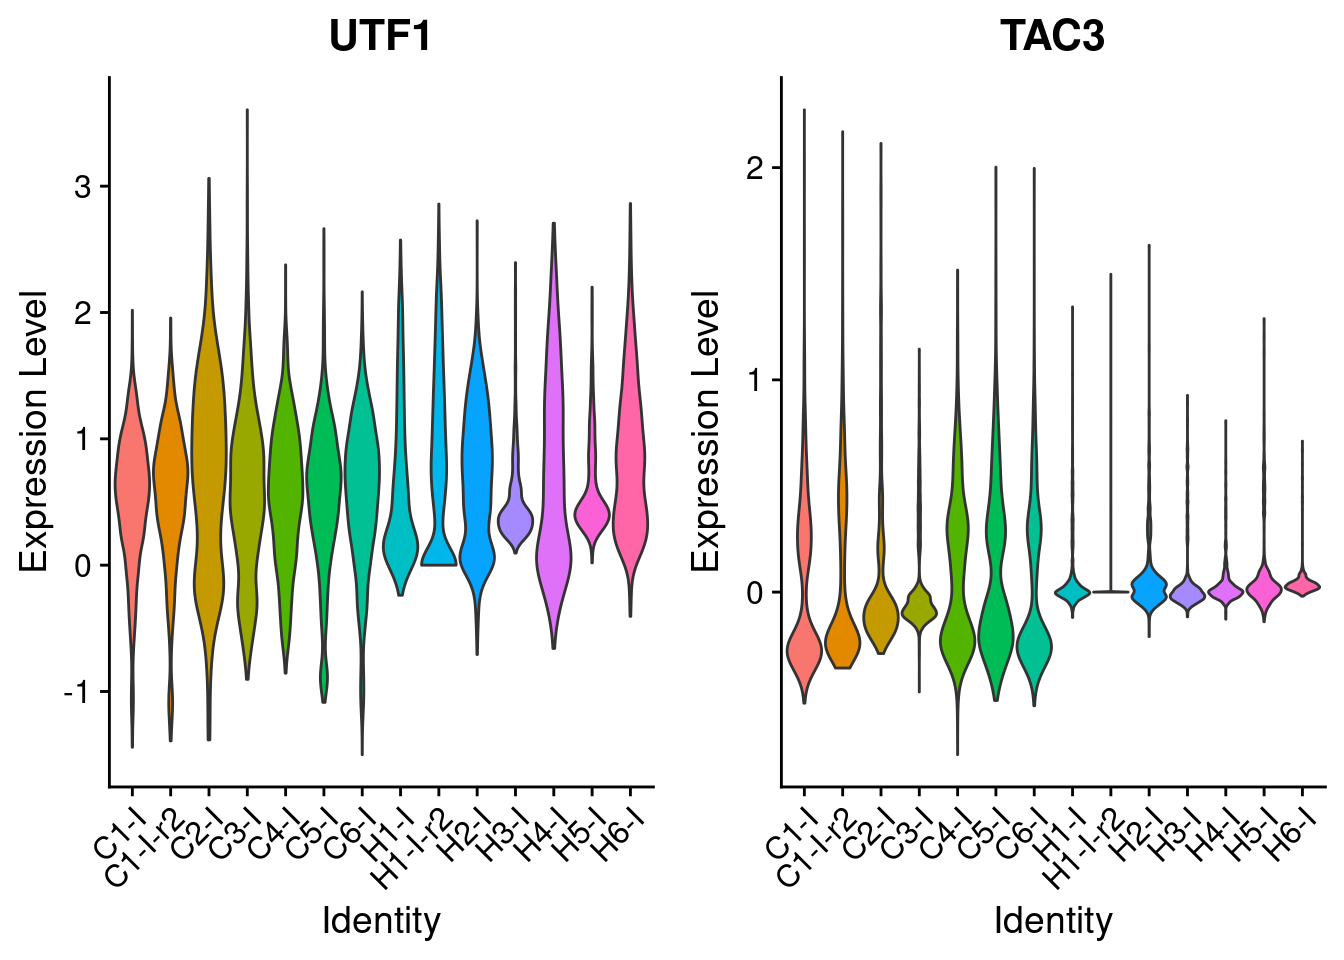 UTF1
Expression Level
3
2
1
0
-1
C1-I
C1-I-r2
C2-I
C3-I
C4-I
C5-I
C6-I
H1-I
H1-I-r2
H2-I
H3-I
H4-I
H5-I
H6-I
Identity
TAC3
Expression Level
2
1
0
C1-I
C1-I-r2
C2-I
C3-I
C4-I
C5-I
C6-I
H1-I
H1-I-r2
H2-I
H3-I
H4-I
H5-I
H6-I
Identity